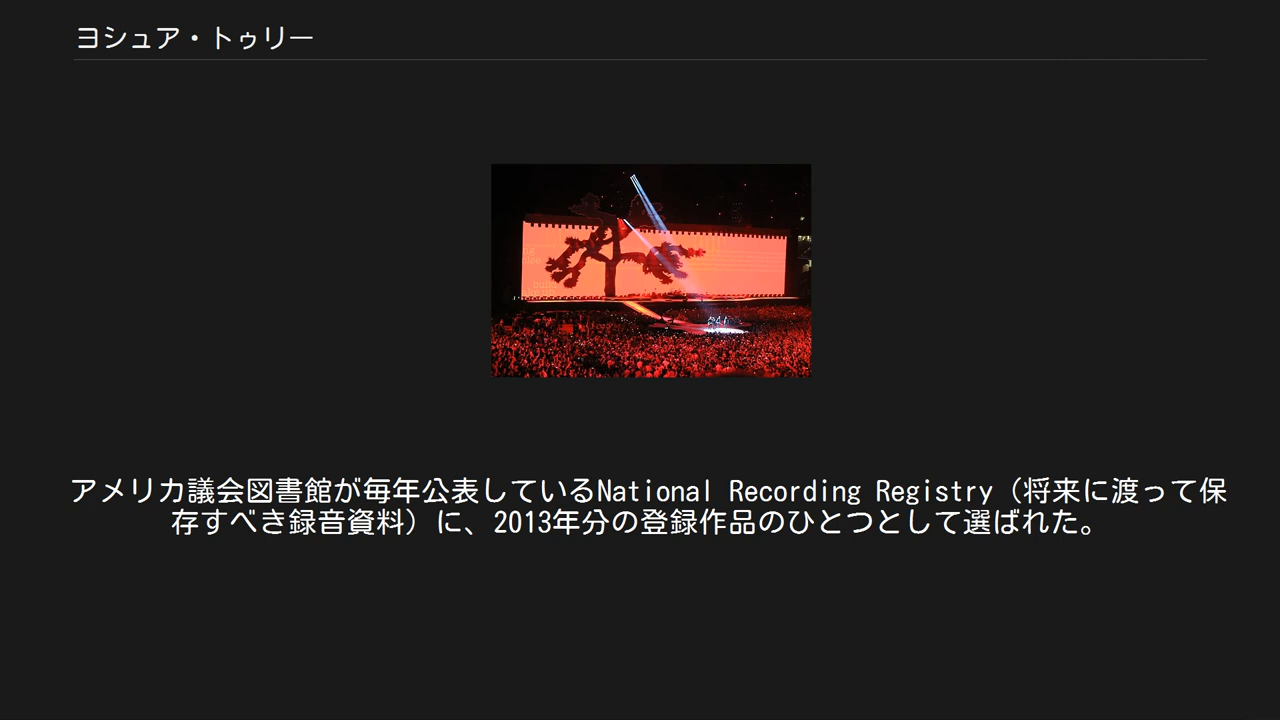 ヨシュア・トゥリー
アメリカ議会図書館が毎年公表しているNational Recording Registry（将来に渡って保
存すべき録音資料）に、2013年分の登録作品のひとつとして選ばれた。